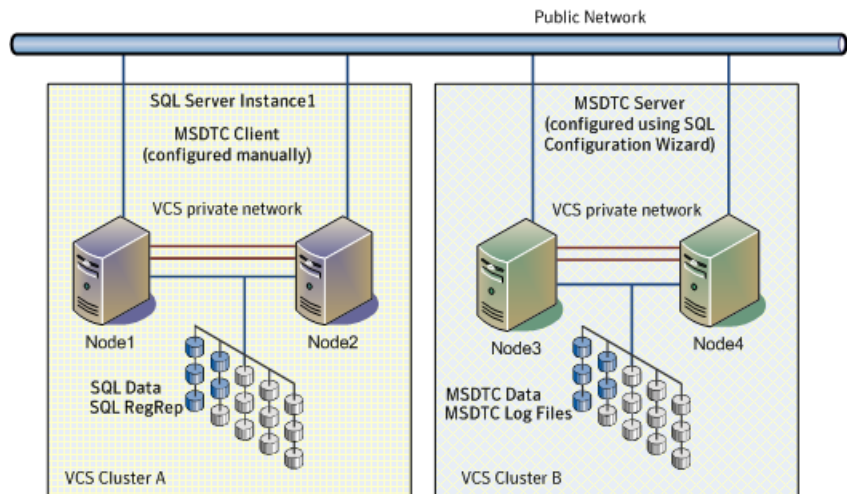 Public Network
SQL Server Instance1
MSDTC Client
(configured manually)
VCS private network
Node1
Node2
SQL Data
SQL RegRep
VCS Cluster A
MSDTC Server
(configured using SQL
Configuration Wizard)
VCS private network
Node3
Node4
MSDTC Data
MSDTC Log Files
VCS Cluster B